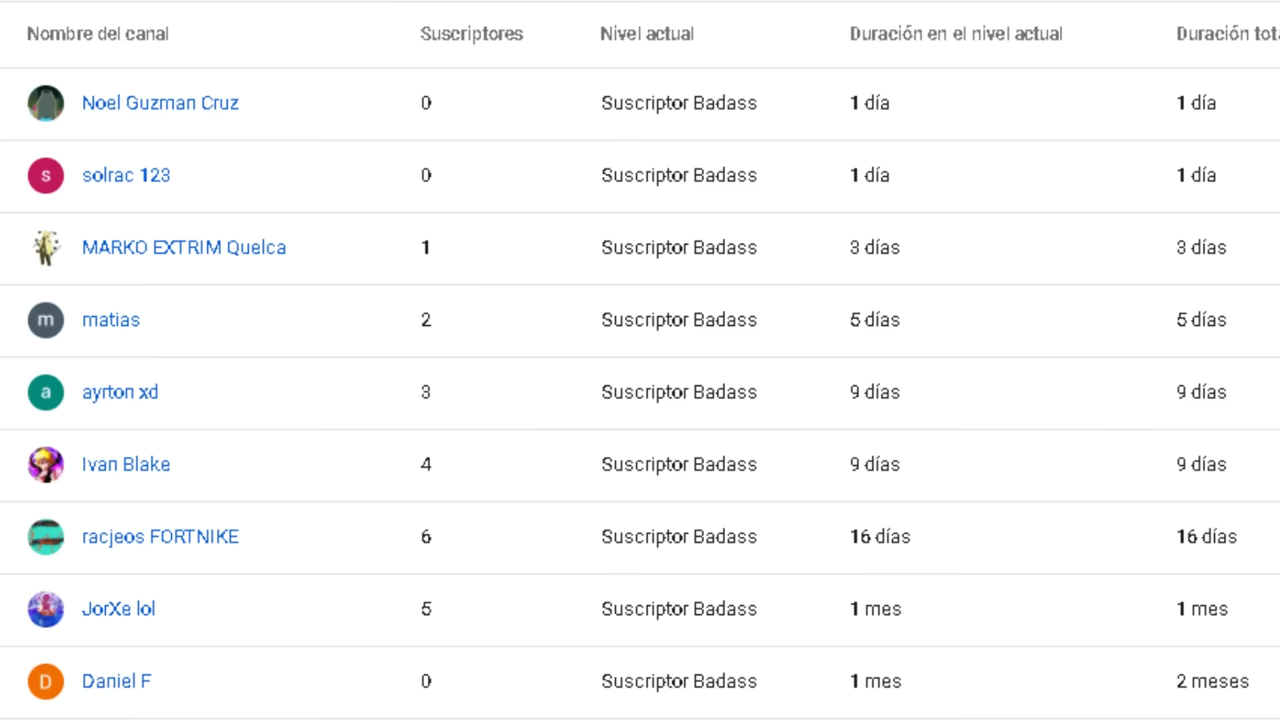 Nombre del canal Suscriptores Nivel actual Duración en el nivel actual Duración
Noel Guzman Cruz 0 Suscriptor Badass 1 día 1 día
s solrac 123 0 Suscriptor Badass 1 día 1 día
MARKO EXTRIM Quelca 1 Suscriptor Badass 3 días 3 días
m matias 2 Suscriptor Badass 5 días 5 días
a ayrton xd 3 Suscriptor Badass 9 días 9 días
Ivan Blake 4 Suscriptor Badass 9 días 9 días
racjeos FORTNIKE 6 Suscriptor Badass 16 días 16 días
JorXe lol 5 Suscriptor Badass 1 mes 1 mes
D Daniel F 0 Suscriptor Badass 1 mes 2 meses